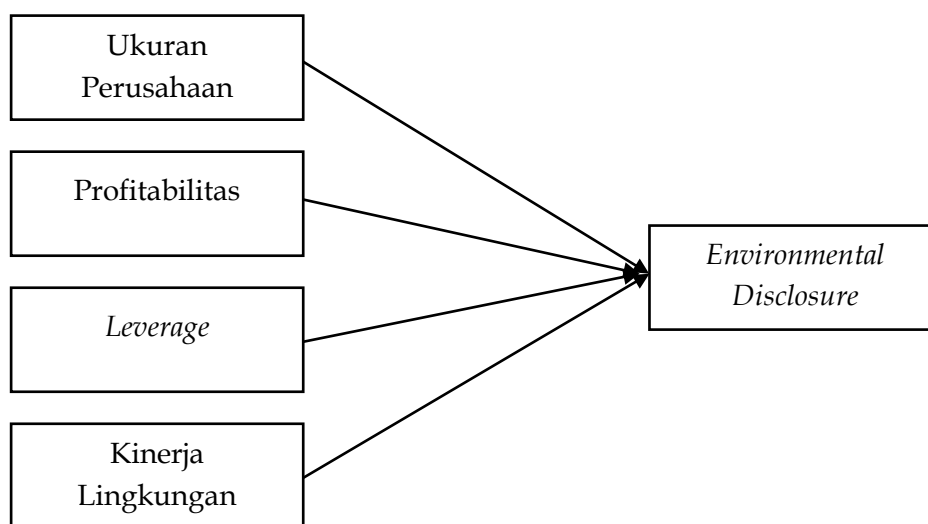 Ukuran
Perusahaan
Profitabilitas
Leverage
Kinerja
Lingkungan
Environmental
Disclosure